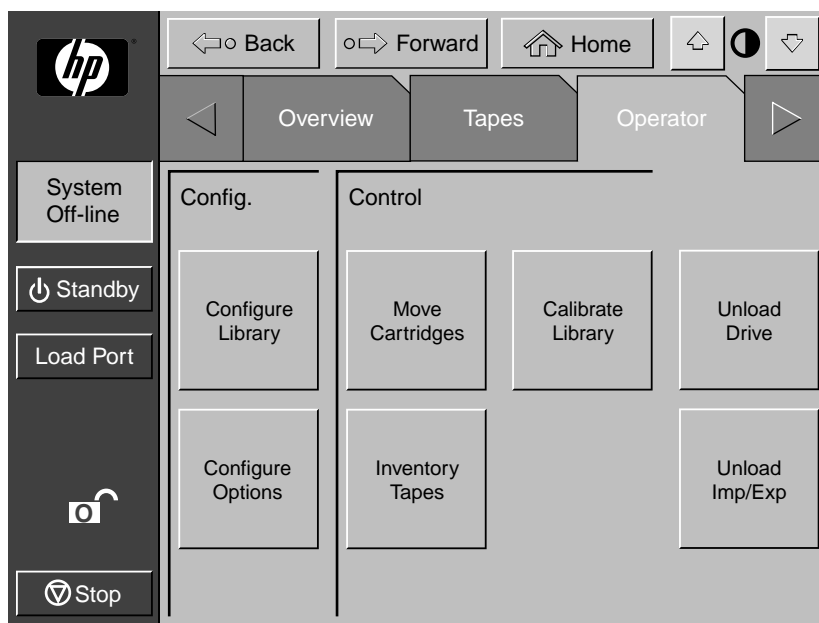 hp
Back
Forward
Home
Overview
Tapes
Operator
System
Off-line
Standby
Load Port
O
Stop
Config.
Control
Configure
Library
Move
Cartridges
Calibrate
Library
Unload
Drive
Configure
Options
Inventory
Tapes
Unload
Imp/Exp